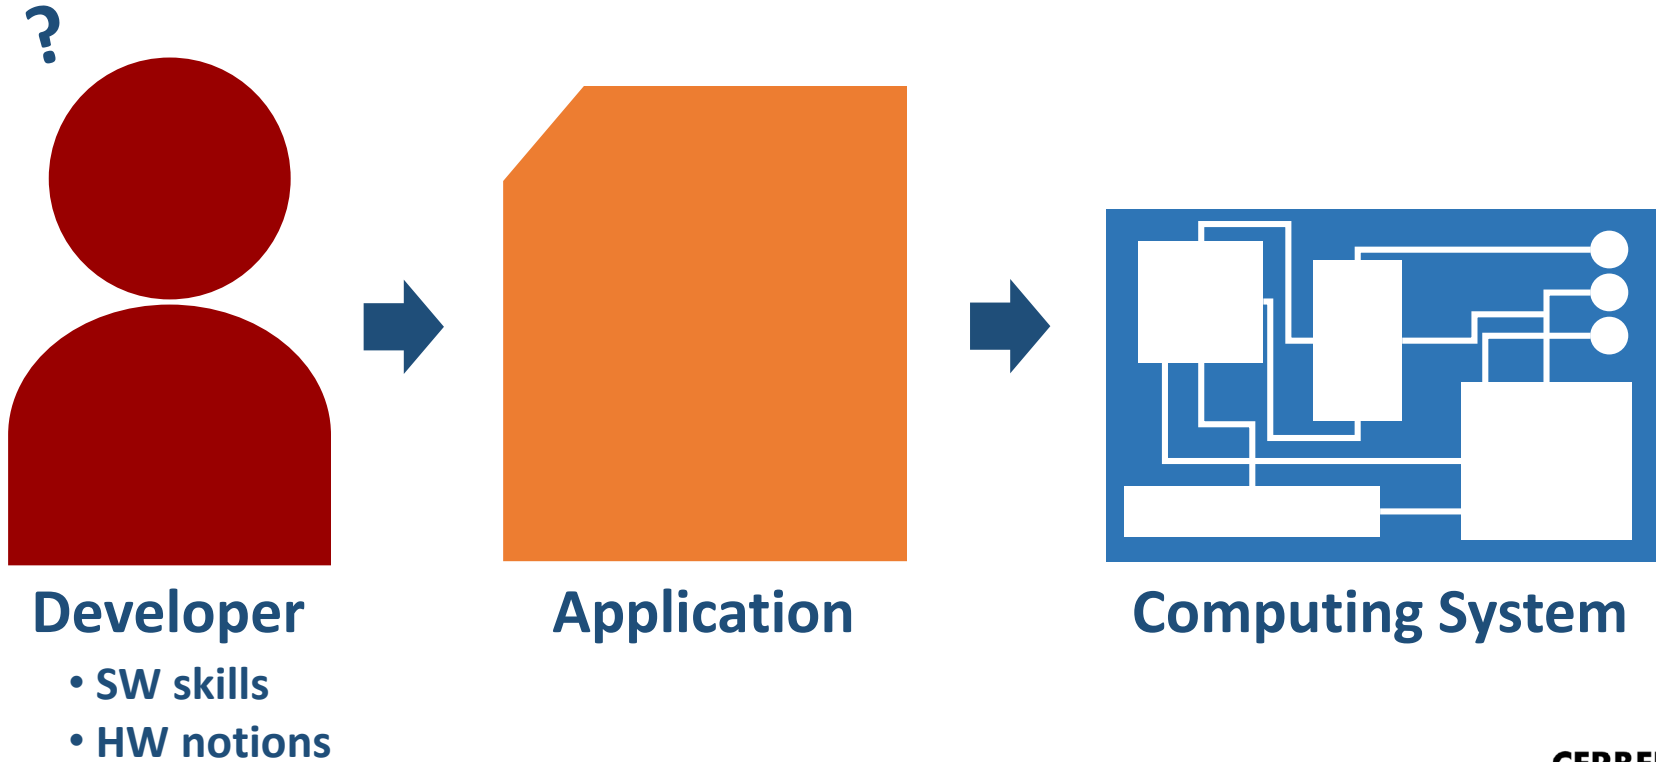 ?
Developer
Application
Computing System
• SW skills
• HW notions